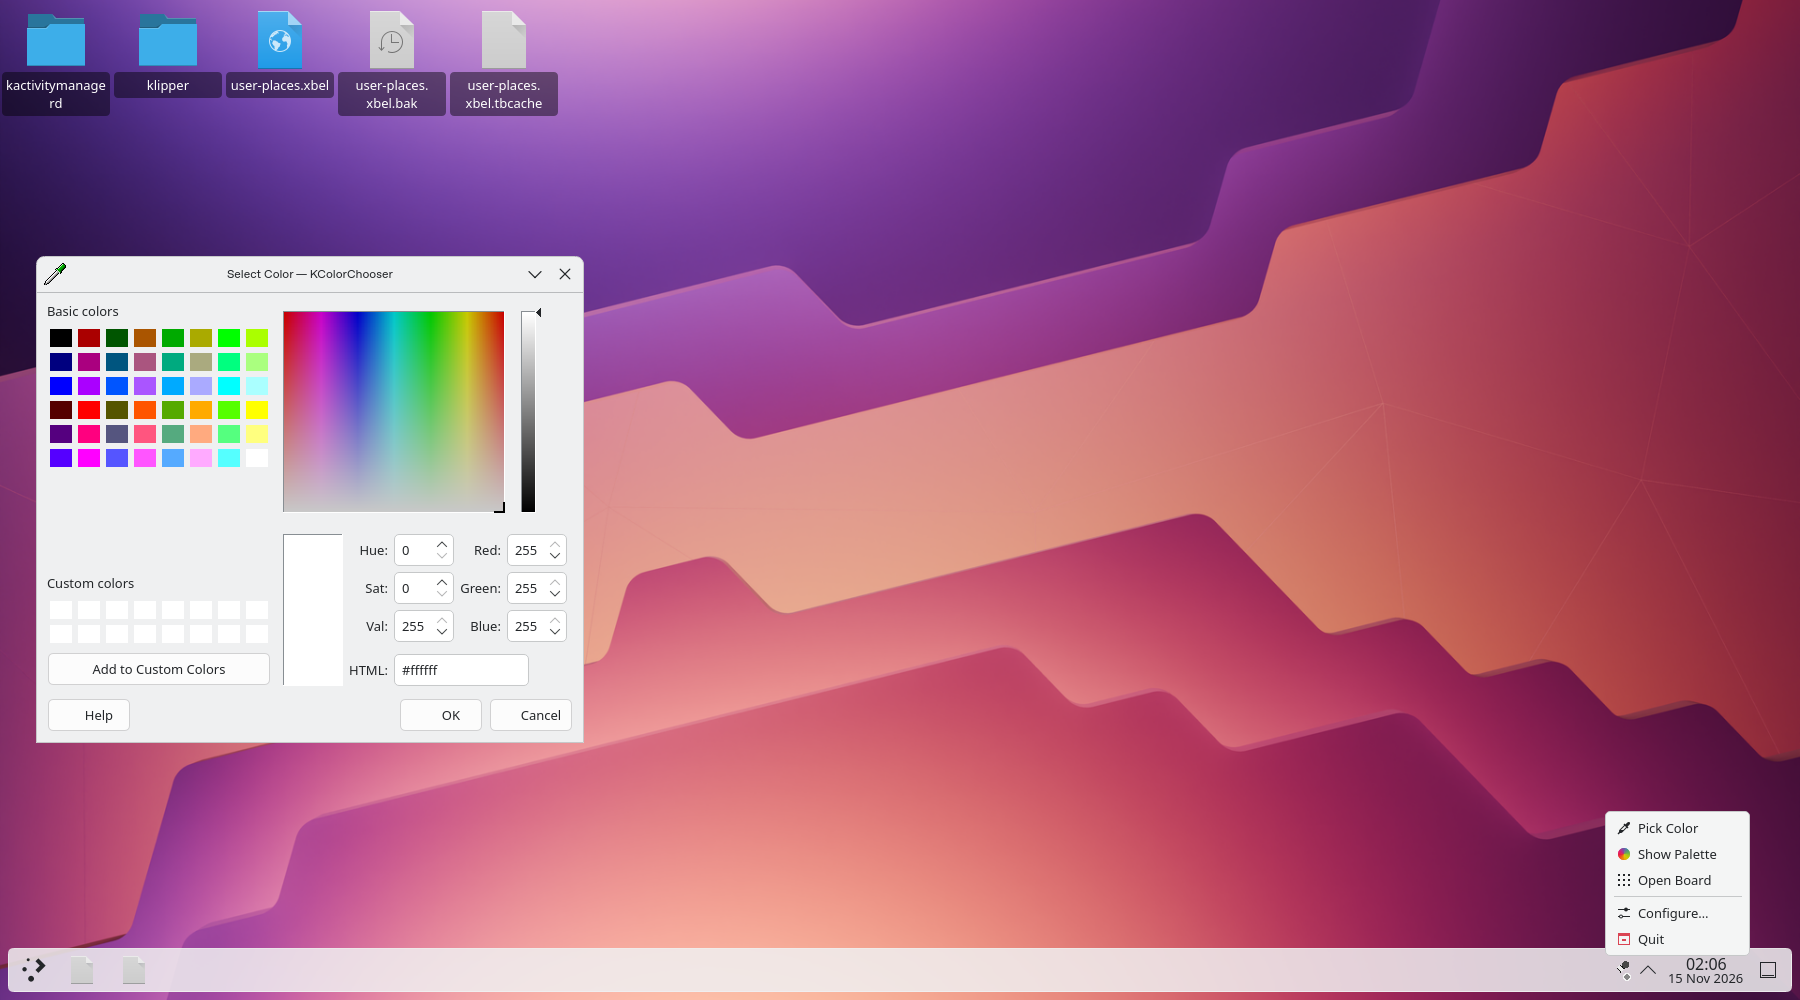 kactivitymanage
rd
klipper
user-places.xbel
user-places.
xbel.bak
user-places.
xbel.tbcache
Select Color — KColorChooser
Basic colors
Custom colors
Add to Custom Colors
Hue: 0
Red: 255
Sat: 0
Green: 255
Val: 255
Blue: 255
HTML: #ffffff
Help
OK
Cancel
Pick Color
Show Palette
Open Board
Configure...
Quit
02:06
15 Nov 2026